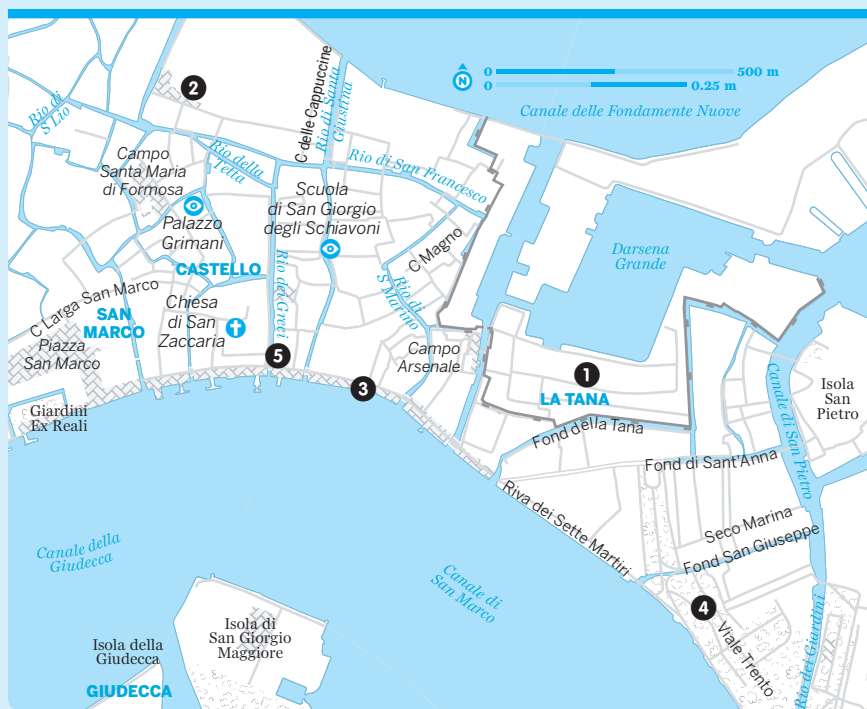 2
C delle Cappuccine
Rio di Santa
Giustina
N
0
500 m
0
0.25 m
Canale delle Fondamente Nuove
Rio di
S Lio
Campo
Santa Maria
di Formosa
Rio della
Tetta
Rio di San Francesco
Scuola
di San Giorgio
degli Schiavoni
Palazzo
Grimani
C Magno
Darsena
Grande
CASTELLO
Rio dei Greci
Rio di
S Marino
C Larga San Marco
SAN
MARCO
Chiesa
di San
Zaccaria
Piazza
San Marco
5
3
Campo
Arsenale
1
LA TANA
Isola
San
Pietro
Canale di San Pietro
Giardini
Ex Reali
Fond della Tana
Fond di Sant'Anna
Riva dei Sette Martiri
Seco Marina
Fond San Giuseppe
Canale della
Giudecca
Canale di
San Marco
4
Viale Trento
Rio dei Giardini
Isola di
San Giorgio
Maggiore
Isola della
Giudecca
GIUDECCA